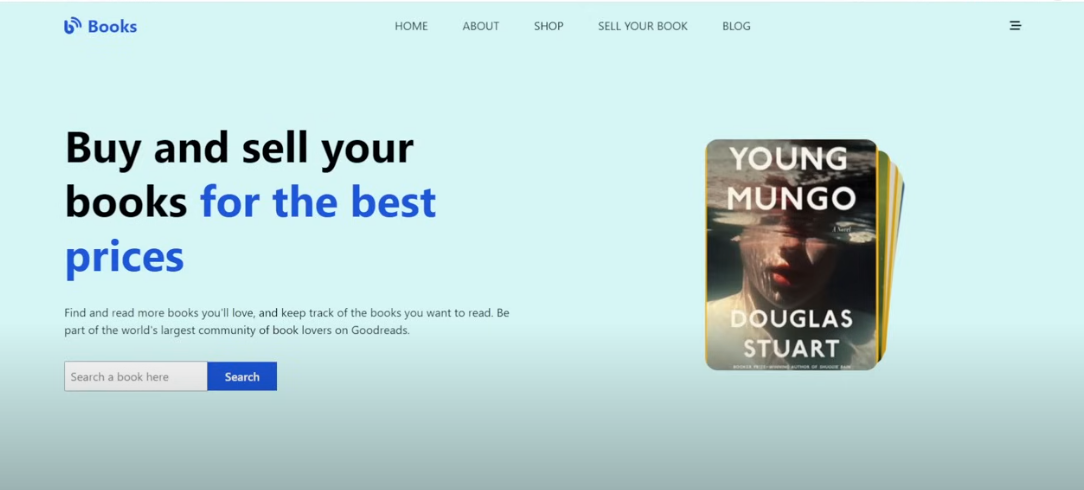 Books
HOME ABOUT SHOP SELL YOUR BOOK BLOG
Buy and sell your
books for the best
prices
Find and read more books you'll love, and keep track of the books you want to read. Be
part of the world's largest community of book lovers on Goodreads.
Search a book here Search
YOUNG
MUNGO
A Novel
DOUGLAS
STUART